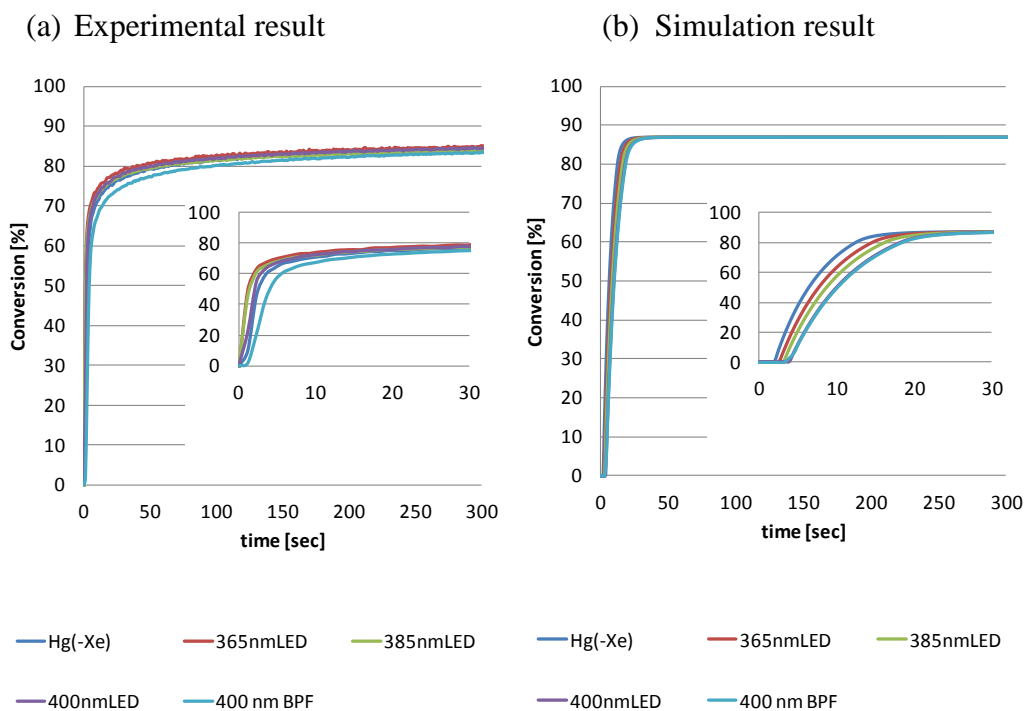 (a) Experimental result
100
90
80
70
60
50
40
30
20
10
0
Conversion [%]
0 50 100 150 200 250 300
time [sec]
100
80
60
40
20
0
0 10 20 30
Hg(-Xe) 365nmLED 385nmLED
400nmLED 400 nm BPF
(b) Simulation result
100
90
80
70
60
50
40
30
20
10
0
Conversion [%]
0 50 100 150 200 250 300
time [sec]
100
80
60
40
20
0
0 10 20 30
Hg(-Xe) 365nmLED 385nmLED
400nmLED 400 nm BPF